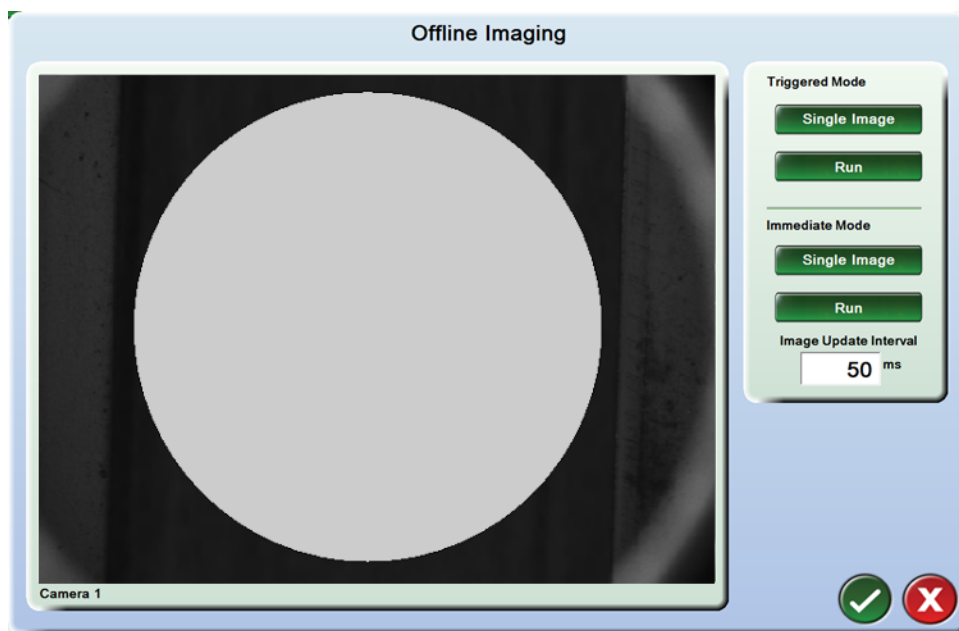 Offline Imaging
Triggered Mode
Single Image
Run
Immediate Mode
Single Image
Run
Image Update Interval
50 ms
Camera 1